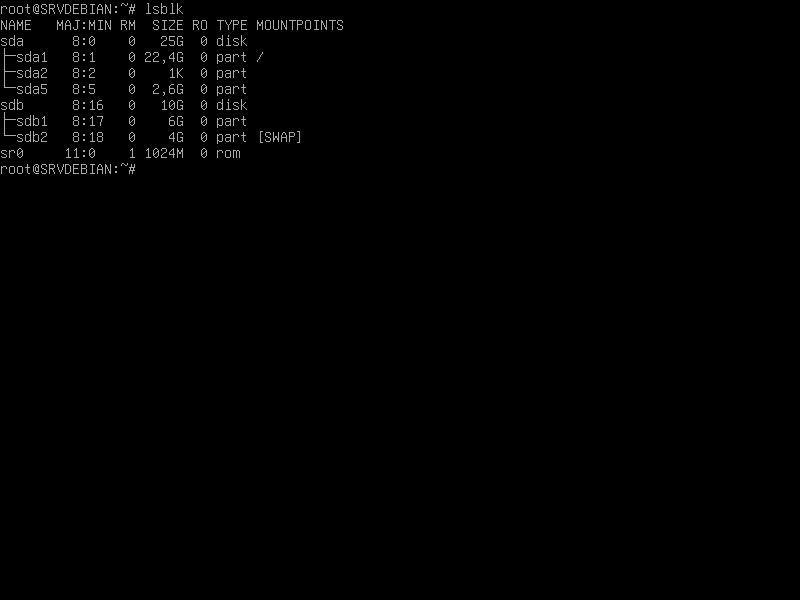 root@SRVDEBIAN:~# lsblk
NAME   MAJ:MIN RM  SIZE RO TYPE MOUNTPOINTS
sda      8:0    0   25G  0 disk
├─sda1   8:1    0 22,4G  0 part /
├─sda2   8:2    0    1K  0 part
└─sda5   8:5    0  2,6G  0 part
sdb      8:16   0   10G  0 disk
├─sdb1   8:17   0    6G  0 part
└─sdb2   8:18   0    4G  0 part [SWAP]
sr0     11:0    1 1024M  0 rom
root@SRVDEBIAN:~#